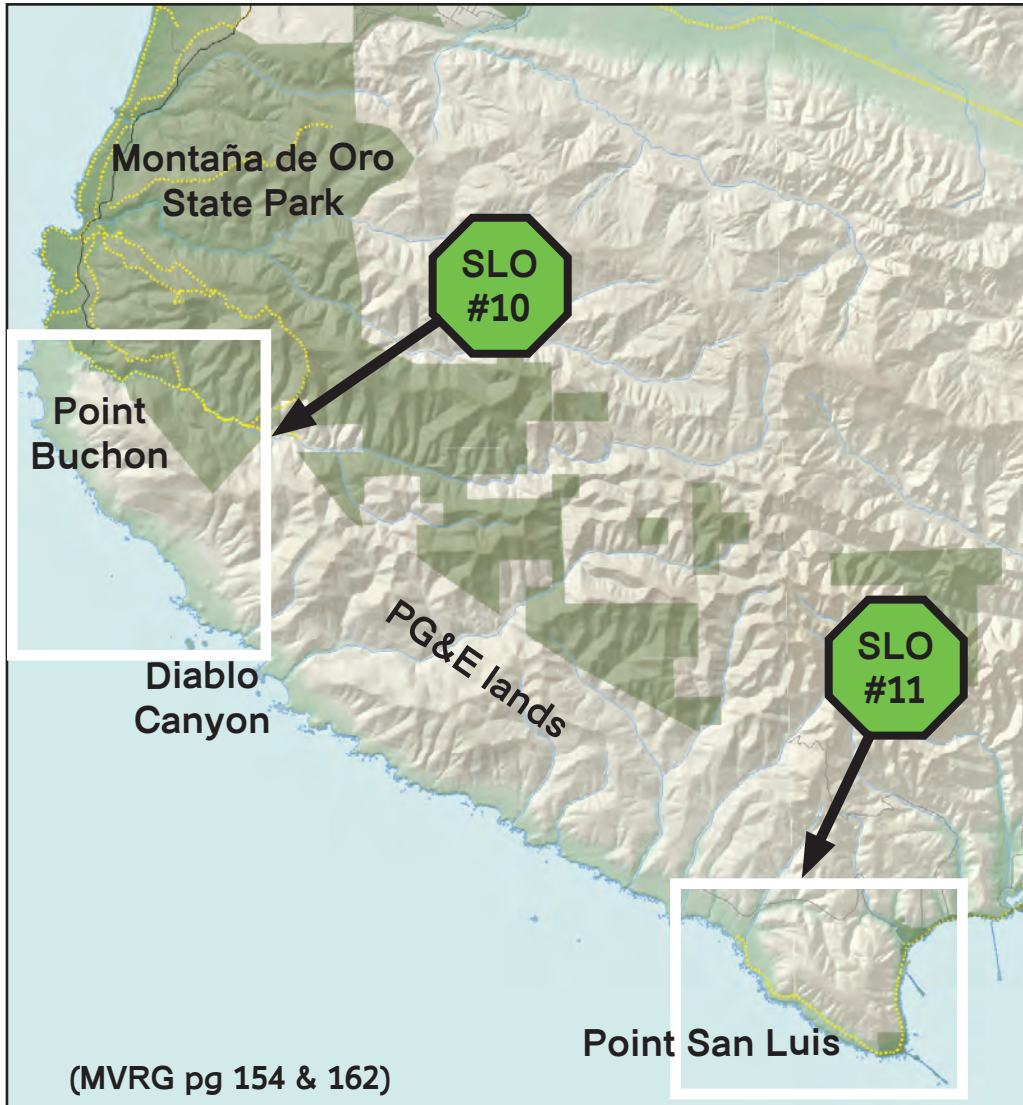 Montaña de Oro
State Park
SLO
#10
Point
Buchon
PG&E lands
Diablo
Canyon
SLO
#11
Point San Luis
(MVRG pg 154 & 162)